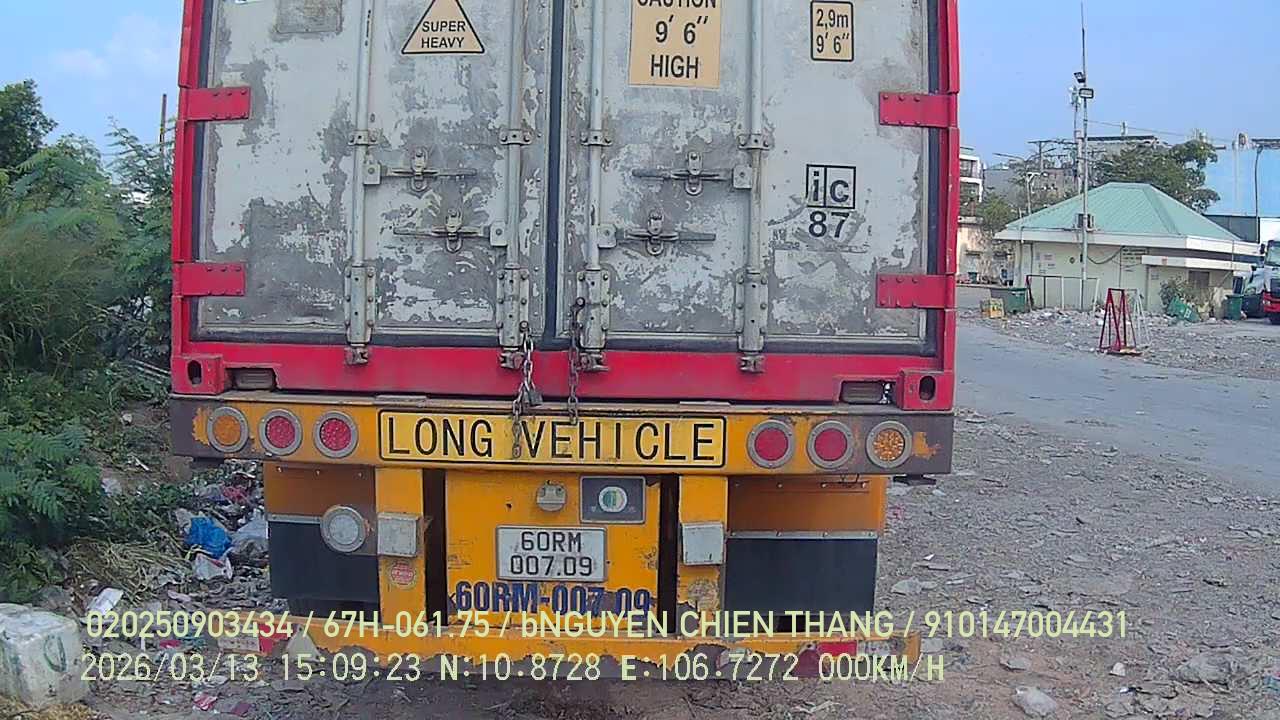 SUPER
HEAVY
CAUTION
9' 6"
HIGH
2,9m
9' 6"
ic
87
LONG VEHICLE
60RM
007.09
60RM-007.09
020250903434 / 67H-061.75 / bNGUYEN CHIEN THANG / 910147004431
2026/03/13 15:09:23 N:10.8728 E:106.7272 000KM/H